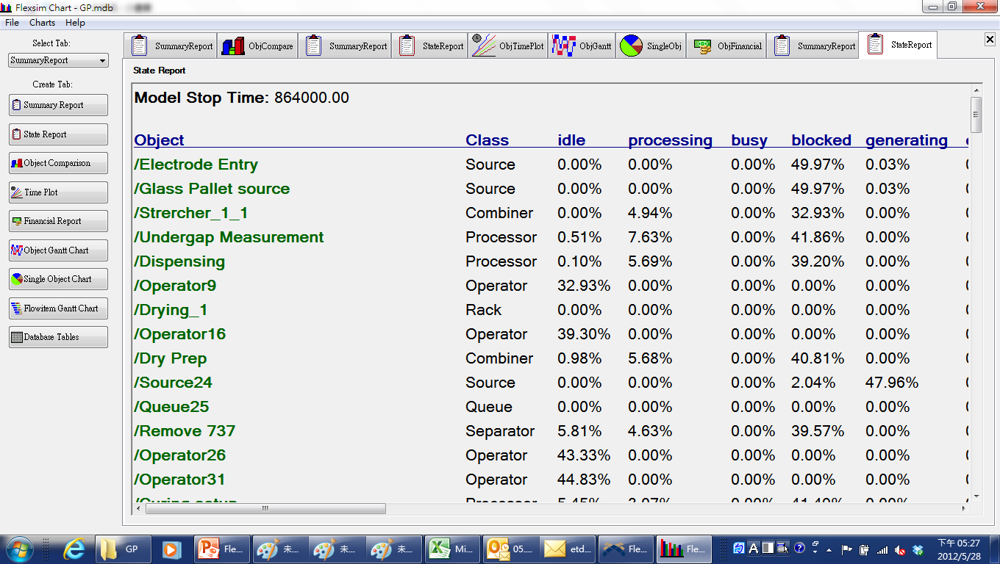 Flexsim Chart - GP.mdb
File Charts Help
Select Tab:
SummaryReport
Create Tab:
Summary Report
State Report
Object Comparison
Time Plot
Financial Report
Object Gantt Chart
Single Object Chart
Flowitem Gantt Chart
Database Tables
SummaryReport ObjCompare SummaryReport StateReport ObjTimePlot ObjGantt SingleObj ObjFinancial SummaryReport StateReport
State Report
Model Stop Time: 864000.00
Object Class idle processing busy blocked generating
/Electrode Entry Source 0.00% 0.00% 0.00% 49.97% 0.03%
/Glass Pallet source Source 0.00% 0.00% 0.00% 49.97% 0.03%
/Strercher_1_1 Combiner 0.00% 4.94% 0.00% 32.93% 0.00%
/Undergap Measurement Processor 0.51% 7.63% 0.00% 41.86% 0.00%
/Dispensing Processor 0.10% 5.69% 0.00% 39.20% 0.00%
/Operator9 Operator 32.93% 0.00% 0.00% 0.00% 0.00%
/Drying_1 Rack 0.00% 0.00% 0.00% 0.00% 0.00%
/Operator16 Operator 39.30% 0.00% 0.00% 0.00% 0.00%
/Dry Prep Combiner 0.98% 5.68% 0.00% 40.81% 0.00%
/Source24 Source 0.00% 0.00% 0.00% 2.04% 47.96%
/Queue25 Queue 0.00% 0.00% 0.00% 0.00% 0.00%
/Remove 737 Separator 5.81% 4.63% 0.00% 39.57% 0.00%
/Operator26 Operator 43.33% 0.00% 0.00% 0.00% 0.00%
/Operator31 Operator 44.83% 0.00% 0.00% 0.00% 0.00%
GP Fle... 未... 未... 未... Mi... 05.... etd... Fle... Fle...
下午 05:27
2012/5/28